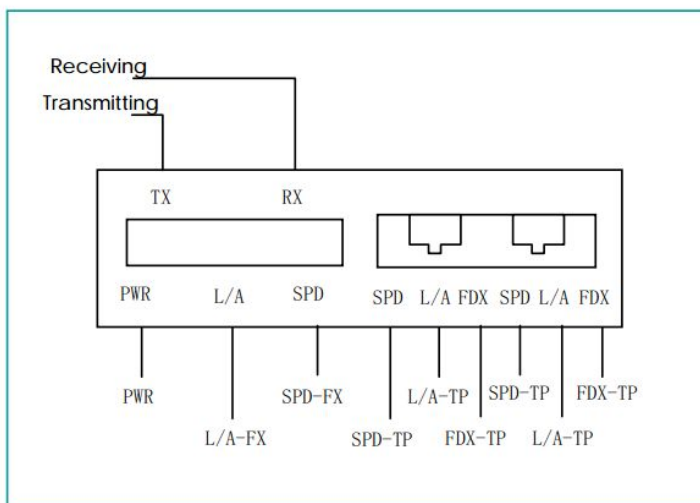 Receiving
Transmitting
TX RX
PWR L/A SPD SPD L/A FDX SPD L/A FDX
PWR SPD-FX L/A-TP SPD-TP FDX-TP
L/A-FX SPD-TP FDX-TP L/A-TP